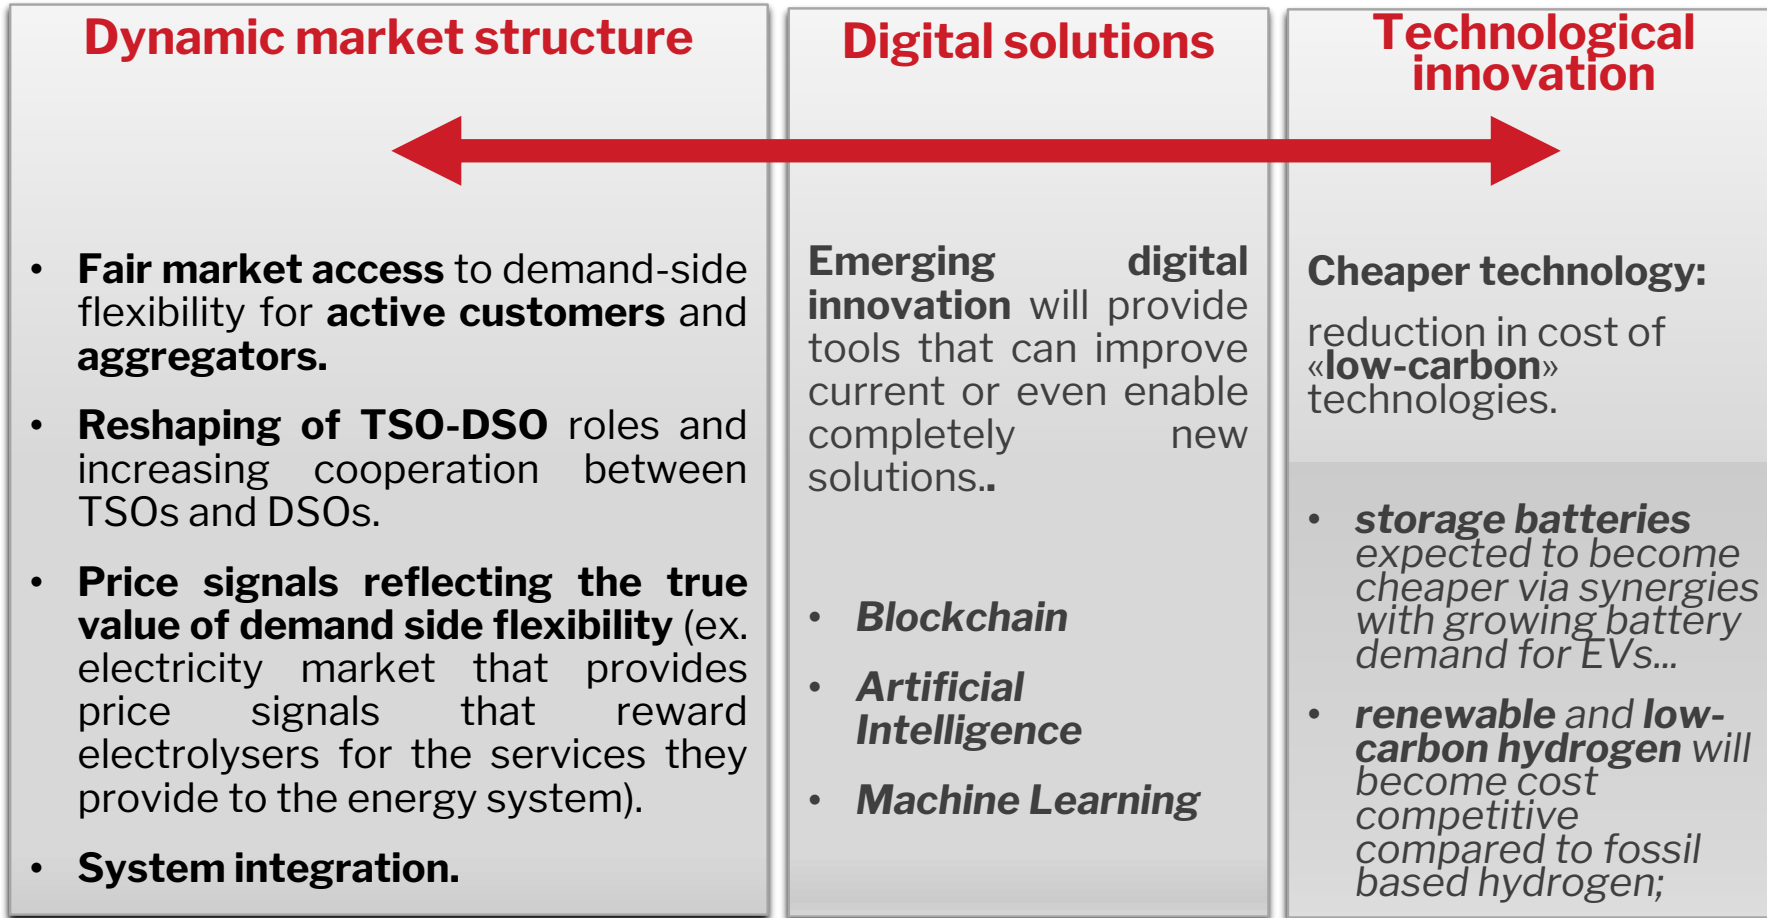 Dynamic market structure
• Fair market access to demand-side
flexibility for active customers and
aggregators.
• Reshaping of TSO-DSO roles and
increasing cooperation between
TSOs and DSOs.
• Price signals reflecting the true
value of demand side flexibility (ex.
electricity market that provides
price signals that reward
electrolysers for the services they
provide to the energy system).
• System integration.
Digital solutions
Emerging digital
innovation will provide
tools that can improve
current or even enable
completely new
solutions..
• Blockchain
• Artificial
Intelligence
• Machine Learning
Technological
innovation
Cheaper technology:
reduction in cost of
«low-carbon»
technologies.
• storage batteries
expected to become
cheaper via synergies
with growing battery
demand for EVs...
• renewable and low-
carbon hydrogen will
become cost
competitive
compared to fossil
based hydrogen;